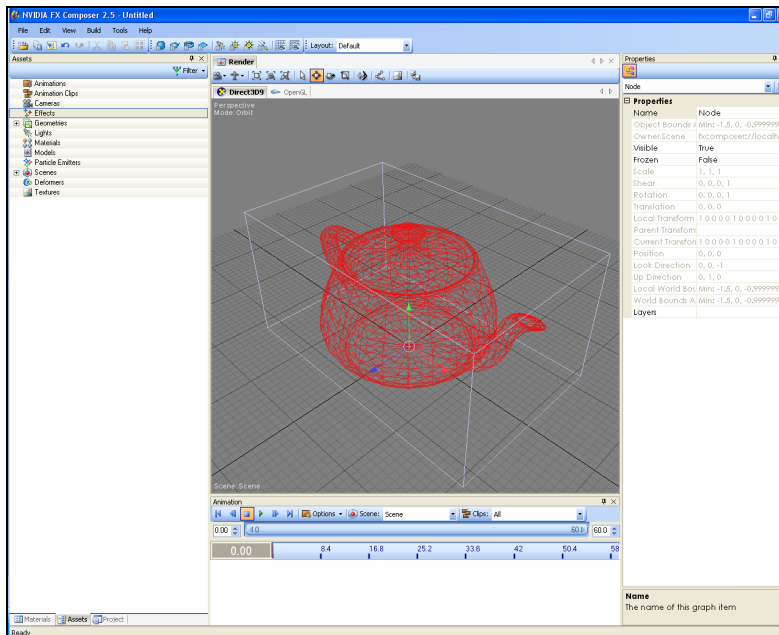 NVIDIA FX Composer 2.5 - Untitled
File Edit View Build Tools Help
Layout: Default
Assets
Filter
Animations
Animation Clips
Cameras
Effects
Geometries
Lights
Materials
Models
Particle Emitters
Scenes
Deformers
Textures
Materials Assets Project
Ready
Render
Direct3D9 OpenGL
Perspective
Mode: Orbit
Scene: Scene
Animation
Options Scene: Scene Clips: All
0.00 0 60 60.0
0.00 8.4 16.8 25.2 33.6 42 50.4 58
Properties
Node
Properties
Name Node
Object Bounds A Min: -1.5, 0, -0.999999
Owner Scene fxcomposer://localh
Visible True
Frozen False
Scale 1, 1, 1
Shear 0, 0, 0, 1
Rotation 0, 0, 0, 1
Translation 0, 0, 0
Local Transform 1 0 0 0 0 1 0 0 0 0 1 0
Parent Transform
Current Transfor 1 0 0 0 0 1 0 0 0 0 1 0
Position 0, 0, 0
Look Direction 0, 0, -1
Up Direction 0, 1, 0
Local World Bou Min: -1.5, 0, -0.999999
World Bounds A Min: -1.5, 0, -0.999999
Layers
Name
The name of this graph item